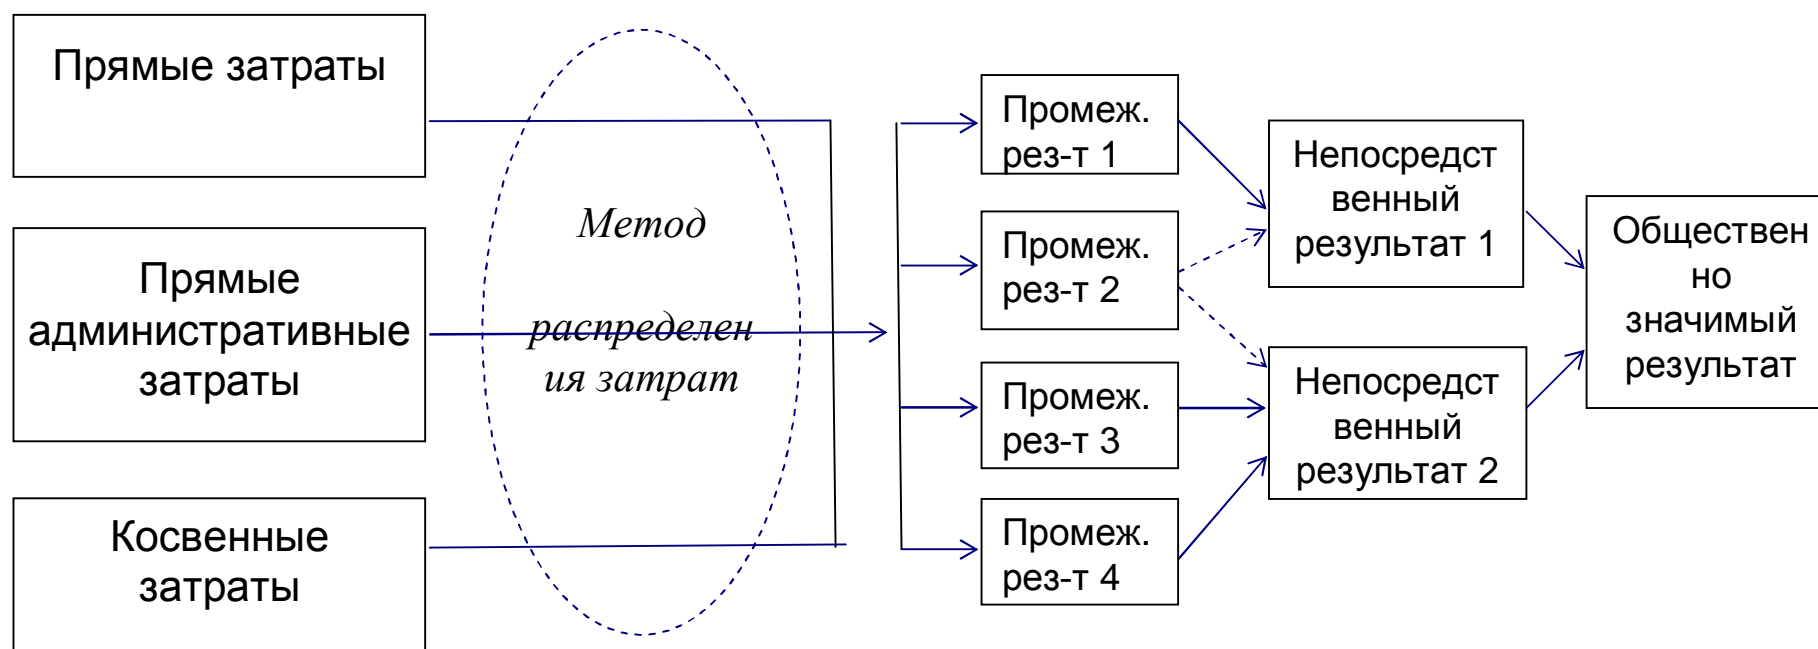 Прямые затраты
Прямые
административные
затраты
Косвенные
затраты
Метод
распределен
ия затрат
Промеж.
рез-т 1
Промеж.
рез-т 2
Промеж.
рез-т 3
Промеж.
рез-т 4
Непосредст
венный
результат 1
Непосредст
венный
результат 2
Обществен
но
значимый
результат